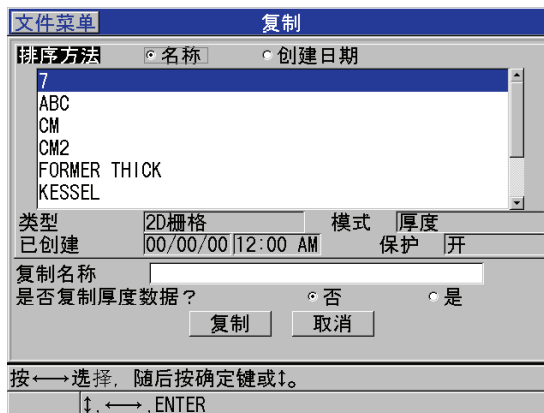 文件菜单 复制
排序方法 名称 创建日期
7
ABC
CM
CM2
FORMER THICK
KESSEL
类型 2D栅格 模式 厚度
已创建 00/00/00 12:00 AM 保护 开
复制名称
是否复制厚度数据？ 否 是
复制 取消
按←→选择, 随后按确定键或↕。
↕,←→,ENTER